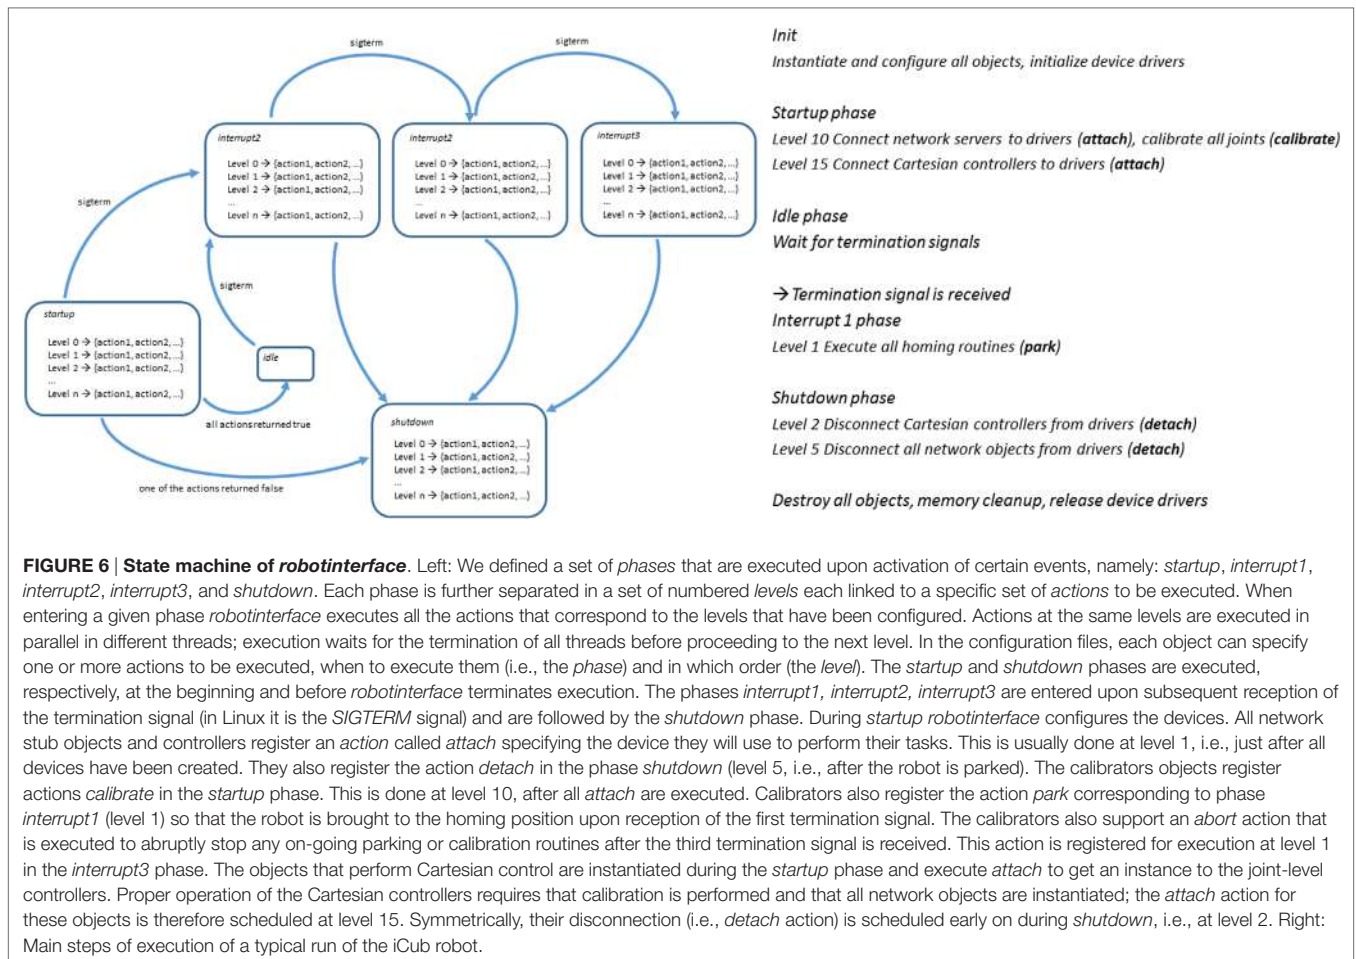 sigterm
sigterm
interrupt2
Level 0 → {action1, action2, ...}
Level 1 → {action1, action2, ...}
Level 2 → {action1, action2, ...}
...
Level n → {action1, action2, ...}
interrupt2
Level 0 → {action1, action2, ...}
Level 1 → {action1, action2, ...}
Level 2 → {action1, action2, ...}
...
Level n → {action1, action2, ...}
interrupt3
Level 0 → {action1, action2, ...}
Level 1 → {action1, action2, ...}
Level 2 → {action1, action2, ...}
...
Level n → {action1, action2, ...}
sigterm
sigterm
startup
Level 0 → {action1, action2, ...}
Level 1 → {action1, action2, ...}
Level 2 → {action1, action2, ...}
...
Level n → {action1, action2, ...}
idle
all actions returned true
shutdown
Level 0 → {action1, action2, ...}
Level 1 → {action1, action2, ...}
Level 2 → {action1, action2, ...}
...
Level n → {action1, action2, ...}
one of the actions returned false
Init
Instantiate and configure all objects, initialize device drivers
Startup phase
Level 10 Connect network servers to drivers (attach), calibrate all joints (calibrate)
Level 15 Connect Cartesian controllers to drivers (attach)
Idle phase
Wait for termination signals
→ Termination signal is received
Interrupt 1 phase
Level 1 Execute all homing routines (park)
Shutdown phase
Level 2 Disconnect Cartesian controllers from drivers (detach)
Level 5 Disconnect all network objects from drivers (detach)
Destroy all objects, memory cleanup, release device drivers
FIGURE 6 | State machine of robotinterface. Left: We defined a set of phases that are executed upon activation of certain events, namely: startup, interrupt1,
interrupt2, interrupt3, and shutdown. Each phase is further separated in a set of numbered levels each linked to a specific set of actions to be executed. When
entering a given phase robotinterface executes all the actions that correspond to the levels that have been configured. Actions at the same levels are executed in
parallel in different threads; execution waits for the termination of all threads before proceeding to the next level. In the configuration files, each object can specify
one or more actions to be executed, when to execute them (i.e., the phase) and in which order (the level). The startup and shutdown phases are executed,
respectively, at the beginning and before robotinterface terminates execution. The phases interrupt1, interrupt2, interrupt3 are entered upon subsequent reception of
the termination signal (in Linux it is the SIGTERM signal) and are followed by the shutdown phase. During startup robotinterface configures the devices. All network
stub objects and controllers register an action called attach specifying the device they will use to perform their tasks. This is usually done at level 1, i.e., just after all
devices have been created. They also register the action detach in the phase shutdown (level 5, i.e., after the robot is parked). The calibrators objects register
actions calibrate in the startup phase. This is done at level 10, after all attach are executed. Calibrators also register the action park corresponding to phase
interrupt1 (level 1) so that the robot is brought to the homing position upon reception of the first termination signal. The calibrators also support an abort action that
is executed to abruptly stop any on-going parking or calibration routines after the third termination signal is received. This action is registered for execution at level 1
in the interrupt3 phase. The objects that perform Cartesian control are instantiated during the startup phase and execute attach to get an instance to the joint-level
controllers. Proper operation of the Cartesian controllers requires that calibration is performed and that all network objects are instantiated; the attach action for
these objects is therefore scheduled at level 15. Symmetrically, their disconnection (i.e., detach action) is scheduled early on during shutdown, i.e., at level 2. Right:
Main steps of execution of a typical run of the iCub robot.